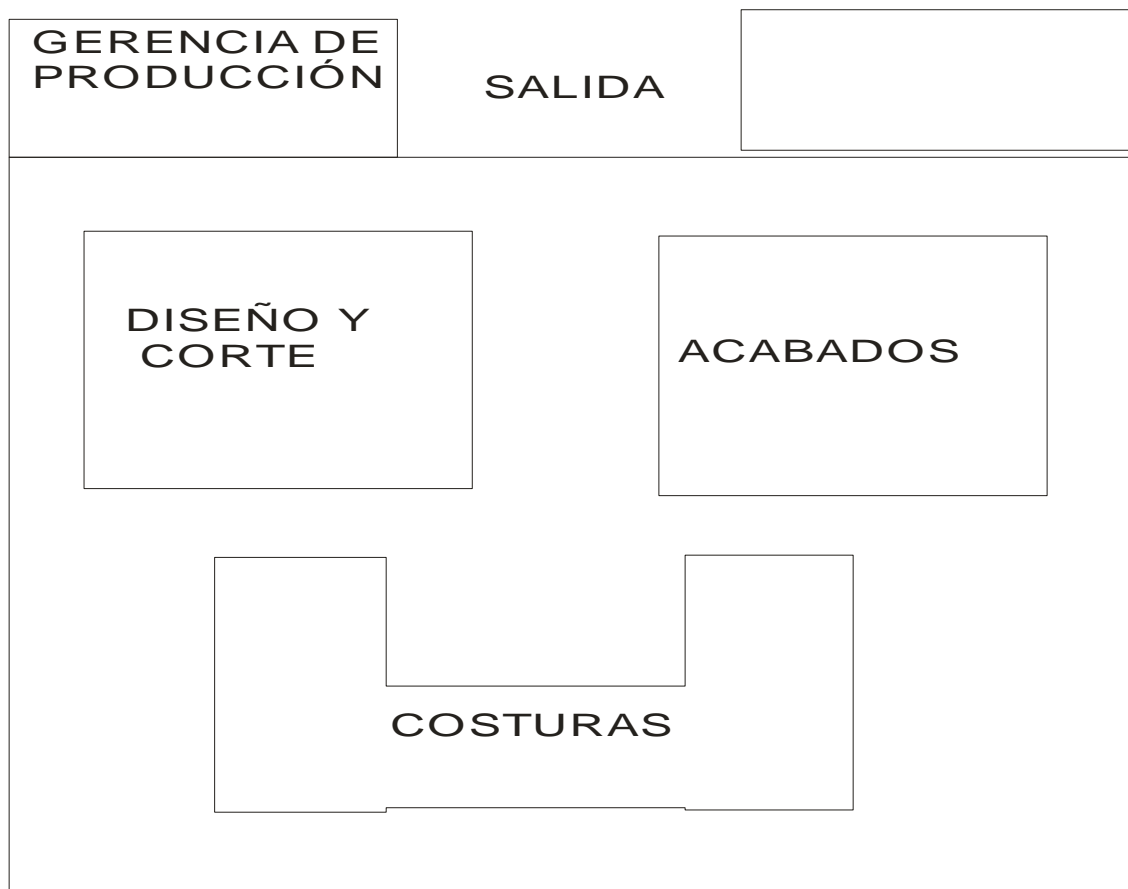 GERENCIA DE
PRODUCCIÓN
SALIDA
DISEÑO Y
CORTE
ACABADOS
COSTURAS